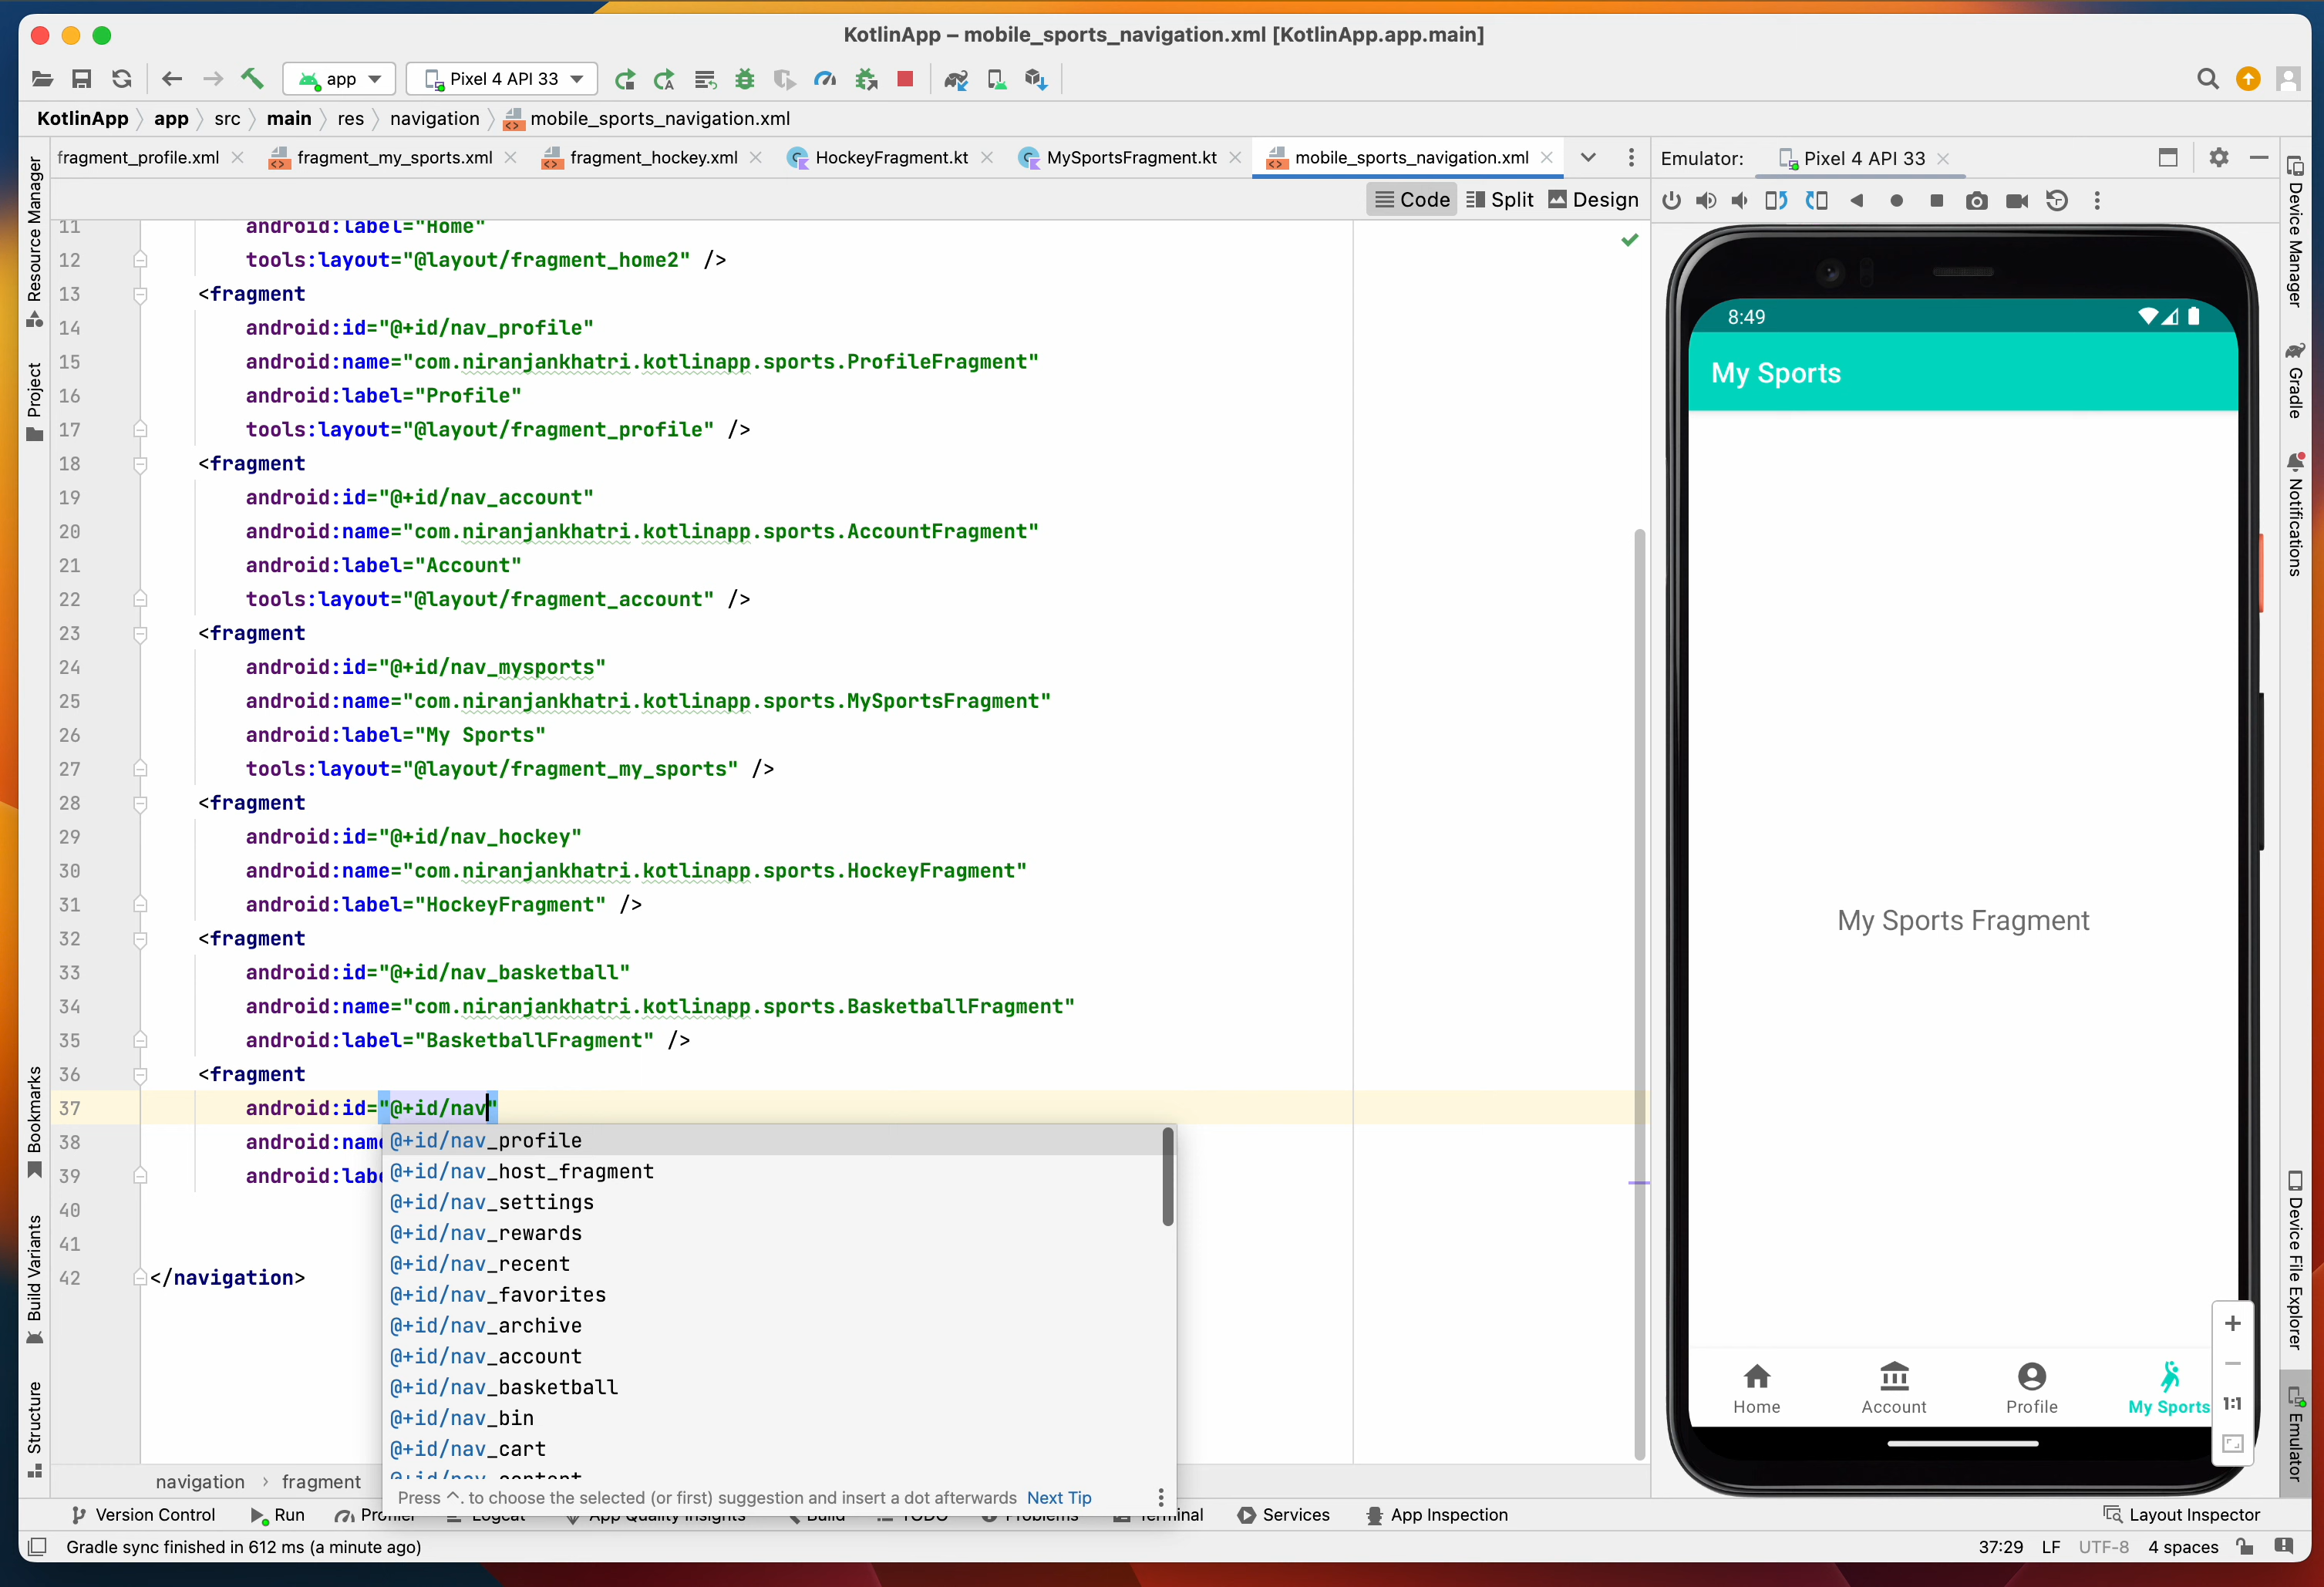 KotlinApp – mobile_sports_navigation.xml [KotlinApp.app.main]
app
Pixel 4 API 33
KotlinApp
app
src
main
res
navigation
mobile_sports_navigation.xml
fragment_profile.xml
fragment_my_sports.xml
fragment_hockey.xml
HockeyFragment.kt
MySportsFragment.kt
mobile_sports_navigation.xml
Emulator:
Pixel 4 API 33
Code
Split
Design
Resource Manager
Project
Bookmarks
Build Variants
Structure
11 android:label="Home"
12 tools:layout="@layout/fragment_home2" />
13 <fragment
14 android:id="@+id/nav_profile"
15 android:name="com.niranjankhatri.kotlinapp.sports.ProfileFragment"
16 android:label="Profile"
17 tools:layout="@layout/fragment_profile" />
18 <fragment
19 android:id="@+id/nav_account"
20 android:name="com.niranjankhatri.kotlinapp.sports.AccountFragment"
21 android:label="Account"
22 tools:layout="@layout/fragment_account" />
23 <fragment
24 android:id="@+id/nav_mysports"
25 android:name="com.niranjankhatri.kotlinapp.sports.MySportsFragment"
26 android:label="My Sports"
27 tools:layout="@layout/fragment_my_sports" />
28 <fragment
29 android:id="@+id/nav_hockey"
30 android:name="com.niranjankhatri.kotlinapp.sports.HockeyFragment"
31 android:label="HockeyFragment" />
32 <fragment
33 android:id="@+id/nav_basketball"
34 android:name="com.niranjankhatri.kotlinapp.sports.BasketballFragment"
35 android:label="BasketballFragment" />
36 <fragment
37 android:id="@+id/nav"
38 android:name
39 android:labe
40
41
42 </navigation>
@+id/nav_profile
@+id/nav_host_fragment
@+id/nav_settings
@+id/nav_rewards
@+id/nav_recent
@+id/nav_favorites
@+id/nav_archive
@+id/nav_account
@+id/nav_basketball
@+id/nav_bin
@+id/nav_cart
@+id/nav_content
Press ^. to choose the selected (or first) suggestion and insert a dot afterwards Next Tip
navigation
fragment
8:49
My Sports
My Sports Fragment
Home
Account
Profile
My Sports
1:1
Device Manager
Gradle
Notifications
Device File Explorer
Emulator
Version Control
Run
Profiler
Logcat
App Quality Insights
Build
TODO
Problems
Terminal
Services
App Inspection
Layout Inspector
Gradle sync finished in 612 ms (a minute ago)
37:29
LF
UTF-8
4 spaces